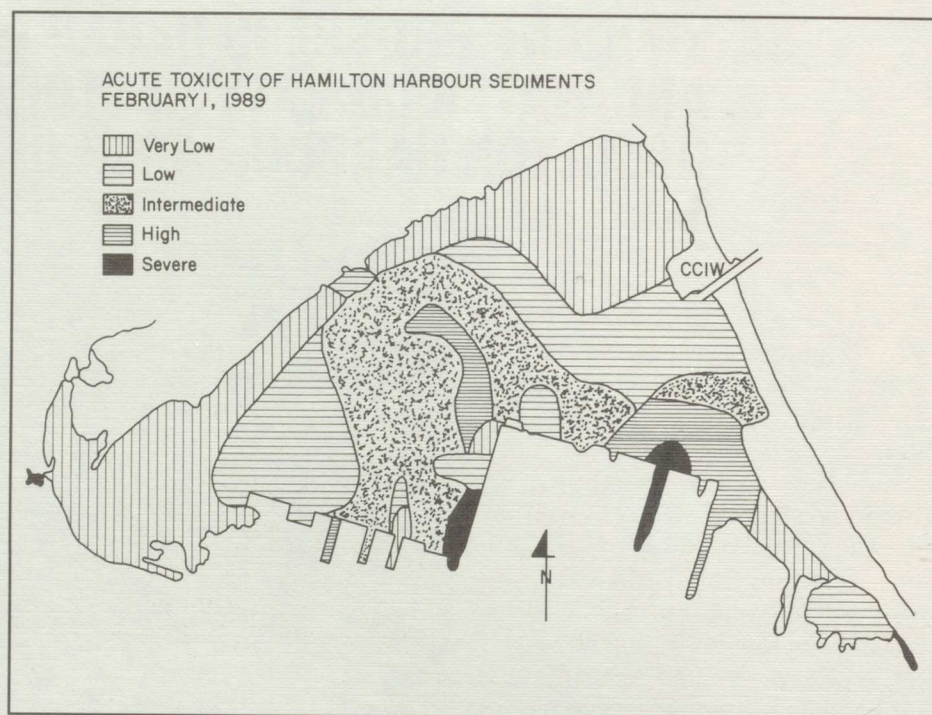 ACUTE TOXICITY OF HAMILTON HARBOUR SEDIMENTS
FEBRUARY 1, 1989
Very Low
Low
Intermediate
High
Severe
CCIW
N